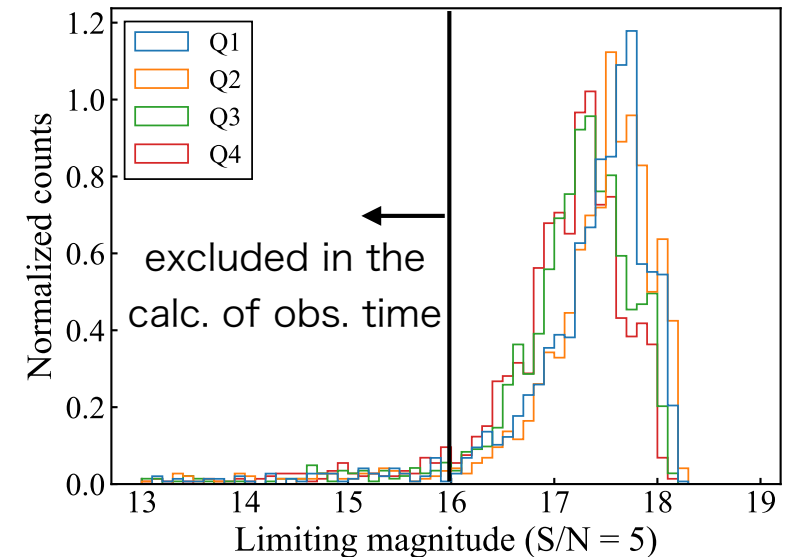 1.2
1.0
0.8
0.6
0.4
0.2
0.0
Normalized counts
Q1
Q2
Q3
Q4
excluded in the
calc. of obs. time
13 14 15 16 17 18 19
Limiting magnitude (S/N = 5)